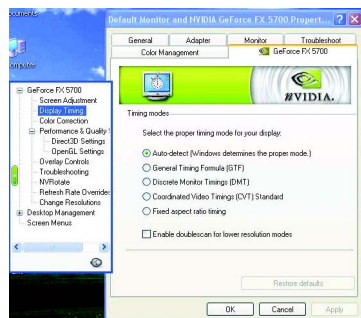 Documents
Computer
Default Monitor and NVIDIA GeForce FX 5700 Propert...
General
Adapter
Monitor
Troubleshoot
Color Management
GeForce FX 5700
NVIDIA.
GeForce FX 5700
Screen Adjustment
Display Timing
Color Correction
Performance & Quality S
Direct3D Settings
OpenGL Settings
Overlay Controls
Troubleshooting
NVRotate
Refresh Rate Overrides
Change Resolutions
Desktop Management
Screen Menus
Timing modes
Select the proper timing mode for your display:
Auto-detect (Windows determines the proper mode.)
General Timing Formula (GTF)
Discrete Monitor Timings (DMT)
Coordinated Video Timings (CVT) Standard
Fixed aspect ratio timing
Enable doublescan for lower resolution modes
Restore defaults
OK
Cancel
Apply